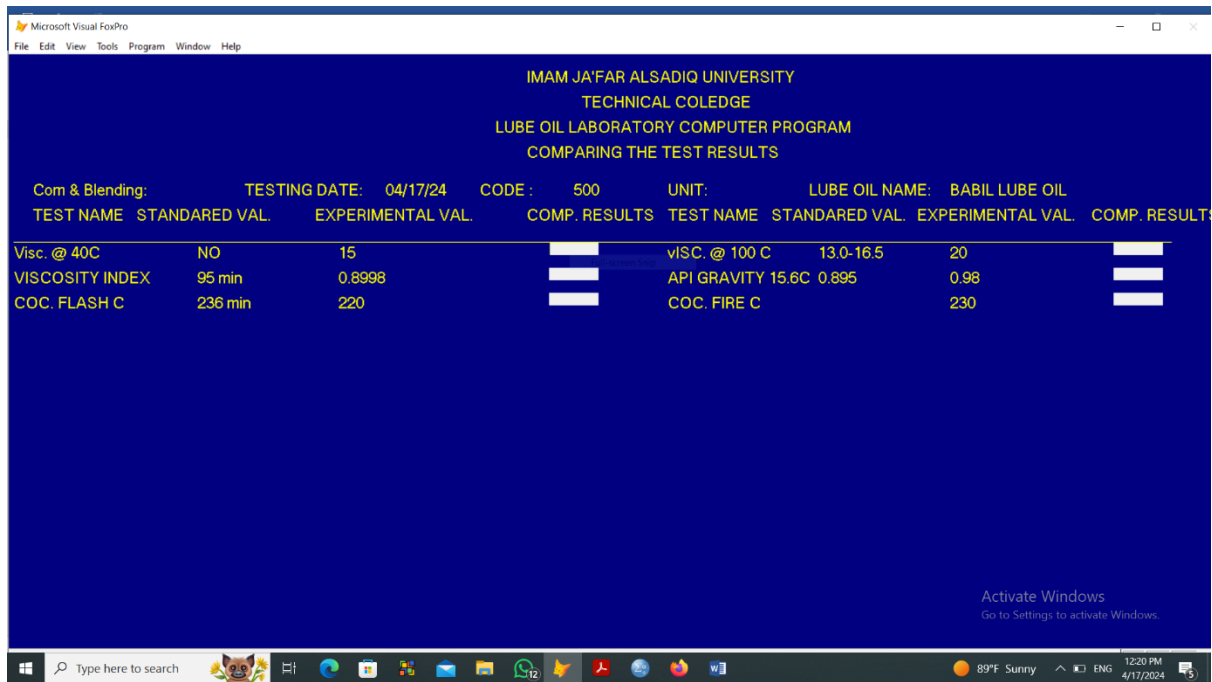 Microsoft Visual FoxPro
File Edit View Tools Program Window Help
IMAM JA'FAR ALSADIQ UNIVERSITY
TECHNICAL COLEDGE
LUBE OIL LABORATORY COMPUTER PROGRAM
COMPARING THE TEST RESULTS
Com & Blending: TESTING DATE: 04/17/24 CODE : 500 UNIT: LUBE OIL NAME: BABIL LUBE OIL
TEST NAME STANDARED VAL. EXPERIMENTAL VAL. COMP. RESULTS TEST NAME STANDARED VAL. EXPERIMENTAL VAL. COMP. RESULTS
Visc. @ 40C NO 15 vISC. @ 100 C 13.0-16.5 20
VISCOSITY INDEX 95 min 0.8998 API GRAVITY 15.6C 0.895 0.98
COC. FLASH C 236 min 220 COC. FIRE C 230
Activate Windows
Go to Settings to activate Windows.
Type here to search 12 89°F Sunny ENG 12:20 PM 5
4/17/2024